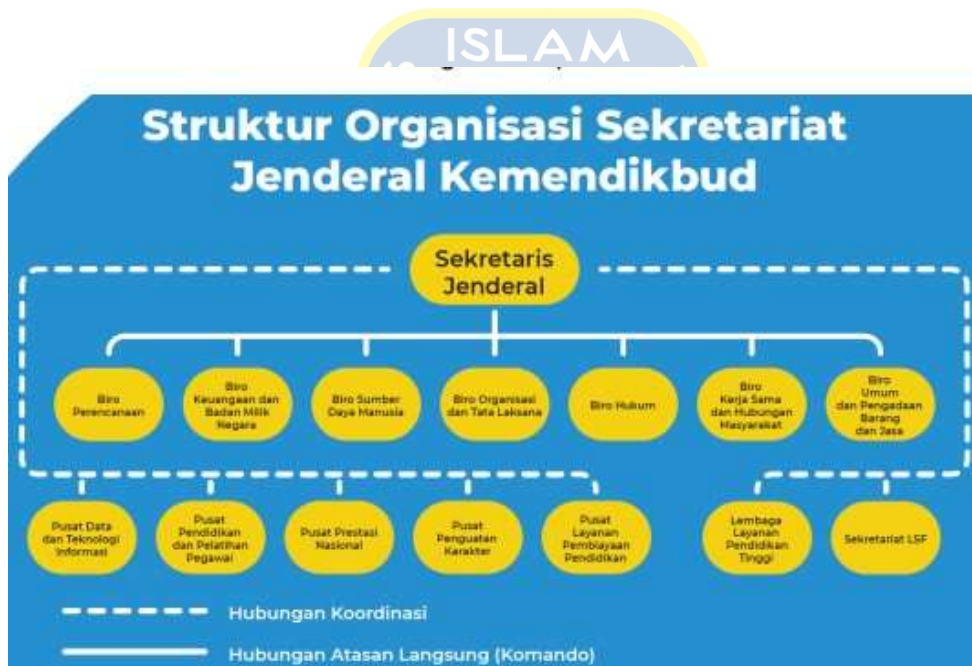 ISLAM
Struktur Organisasi Sekretariat
Jenderal Kemendikbud
Sekretaris
Jenderal
Biro
Perencanaan
Biro
Keuangaan dan
Badan Milik
Negara
Biro Sumber
Daya Manusia
Biro Organisasi
dan Tata Laksana
Biro Hukum
Biro
Kerja Sama
dan Hubungan
Masyarakat
Biro
Umum
dan Pengadaan
Barang
dan Jasa
Pusat Data
dan Teknologi
Informasi
Pusat
Pendidikan
dan Pelatihan
Pegawai
Pusat Prestasi
Nasional
Pusat
Penguatan
Karakter
Pusat
Layanan
Pembiayaan
Pendidikan
Lembaga
Layanan
Pendidikan
Tinggi
Sekretariat LSF
Hubungan Koordinasi
Hubungan Atasan Langsung (Komando)